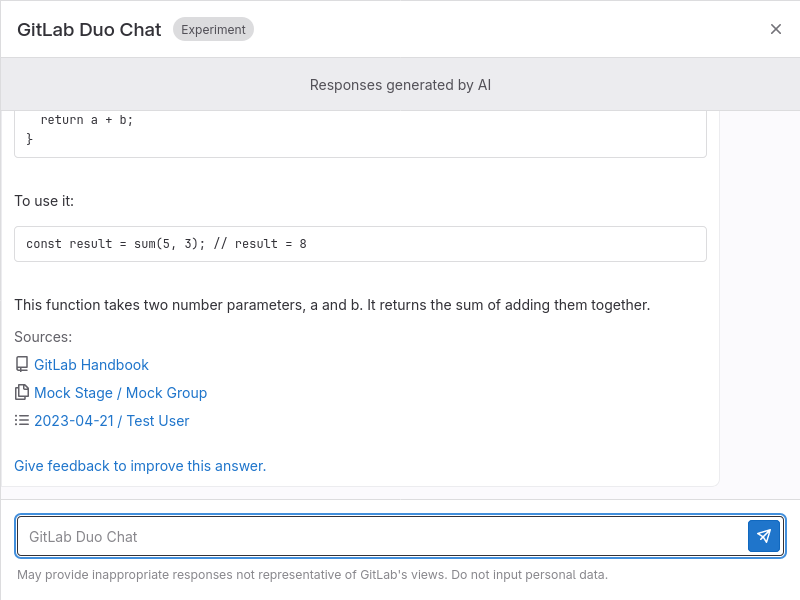 GitLab Duo Chat Experiment
Responses generated by AI
return a + b;
}
To use it:
const result = sum(5, 3); // result = 8
This function takes two number parameters, a and b. It returns the sum of adding them together.
Sources:
GitLab Handbook
Mock Stage / Mock Group
2023-04-21 / Test User
Give feedback to improve this answer.
GitLab Duo Chat
May provide inappropriate responses not representative of GitLab's views. Do not input personal data.